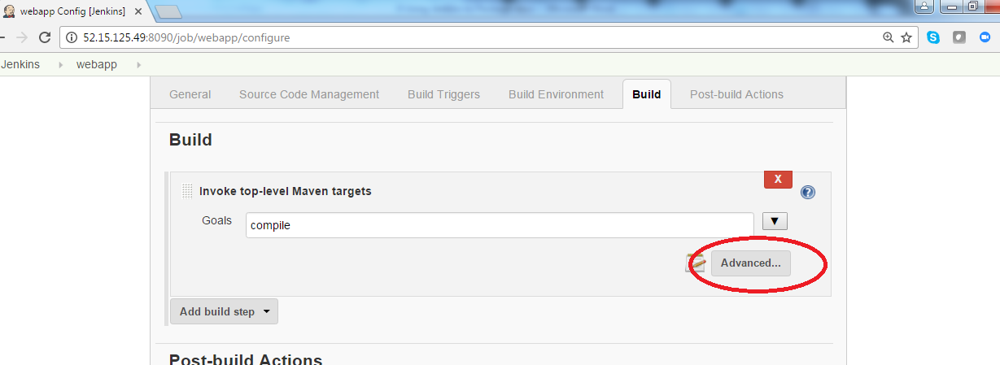 webapp Config [Jenkins]
52.15.125.49:8090/job/webapp/configure
Jenkins webapp
General Source Code Management Build Triggers Build Environment Build Post-build Actions
Build
X
Invoke top-level Maven targets
Goals compile
Advanced...
Add build step
Post-build Actions